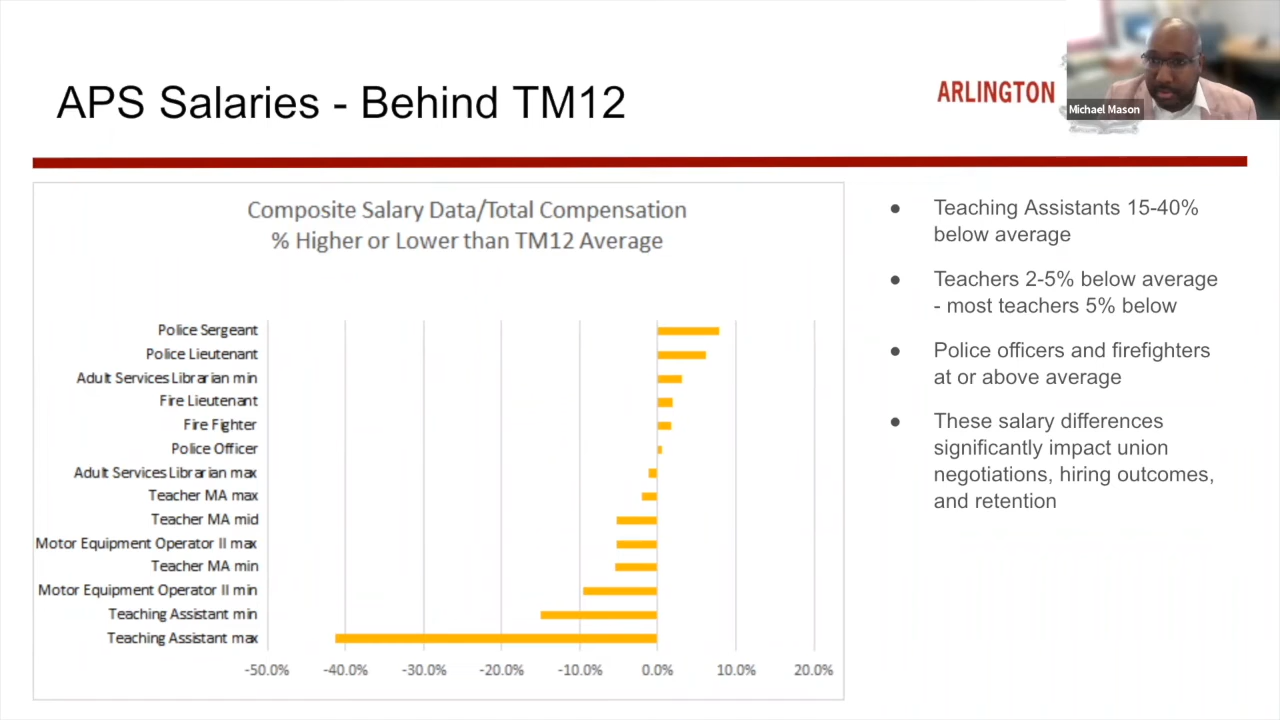 APS Salaries - Behind TM12
ARLINGTON
Michael Mason
Composite Salary Data/Total Compensation
% Higher or Lower than TM12 Average
Police Sergeant
Police Lieutenant
Adult Services Librarian min
Fire Lieutenant
Fire Fighter
Police Officer
Adult Services Librarian max
Teacher MA max
Teacher MA mid
Motor Equipment Operator II max
Teacher MA min
Motor Equipment Operator II min
Teaching Assistant min
Teaching Assistant max
-50.0% -40.0% -30.0% -20.0% -10.0% 0.0% 10.0% 20.0%
● Teaching Assistants 15-40%
below average
● Teachers 2-5% below average
- most teachers 5% below
● Police officers and firefighters
at or above average
● These salary differences
significantly impact union
negotiations, hiring outcomes,
and retention